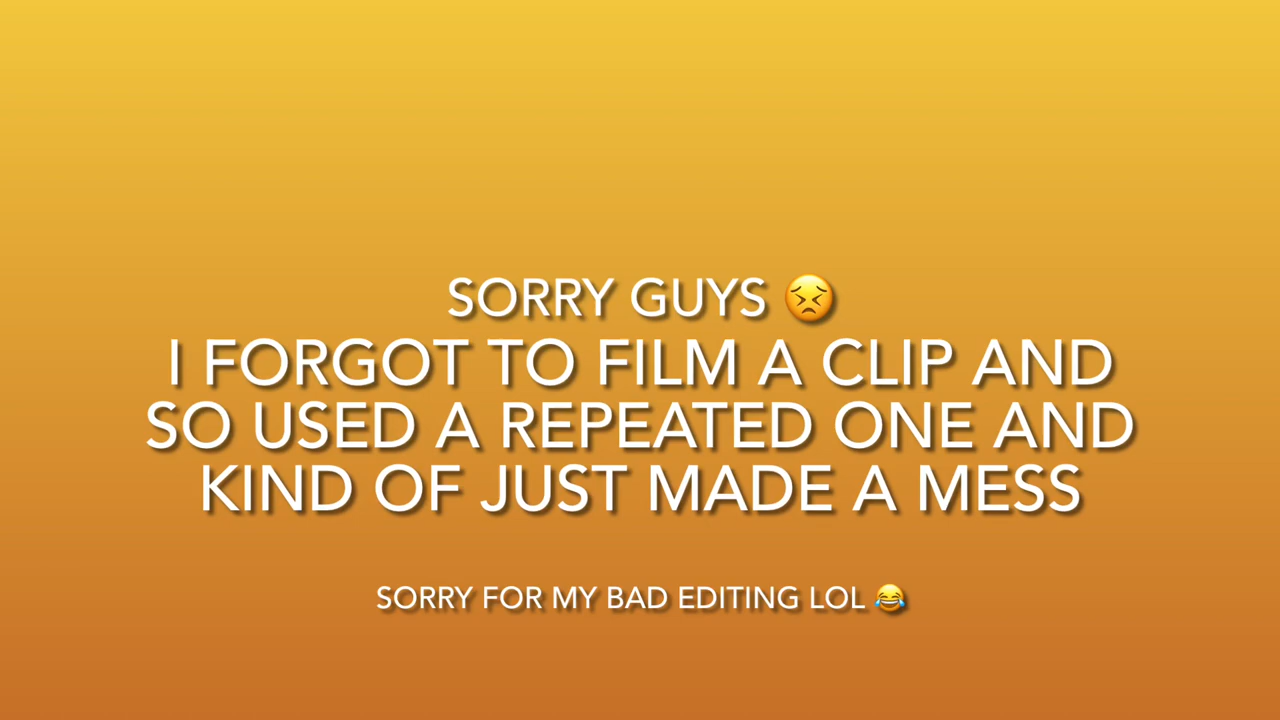 SORRY GUYS 😣
I FORGOT TO FILM A CLIP AND
SO USED A REPEATED ONE AND
KIND OF JUST MADE A MESS
SORRY FOR MY BAD EDITING LOL 😂